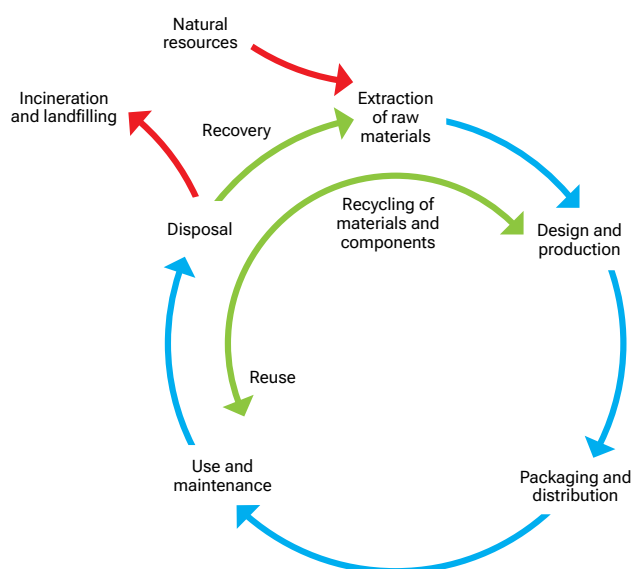 Natural
resources
Incineration
and landfilling
Extraction
of raw
materials
Recovery
Recycling of
materials and
components
Disposal
Design and
production
Reuse
Use and
maintenance
Packaging and
distribution